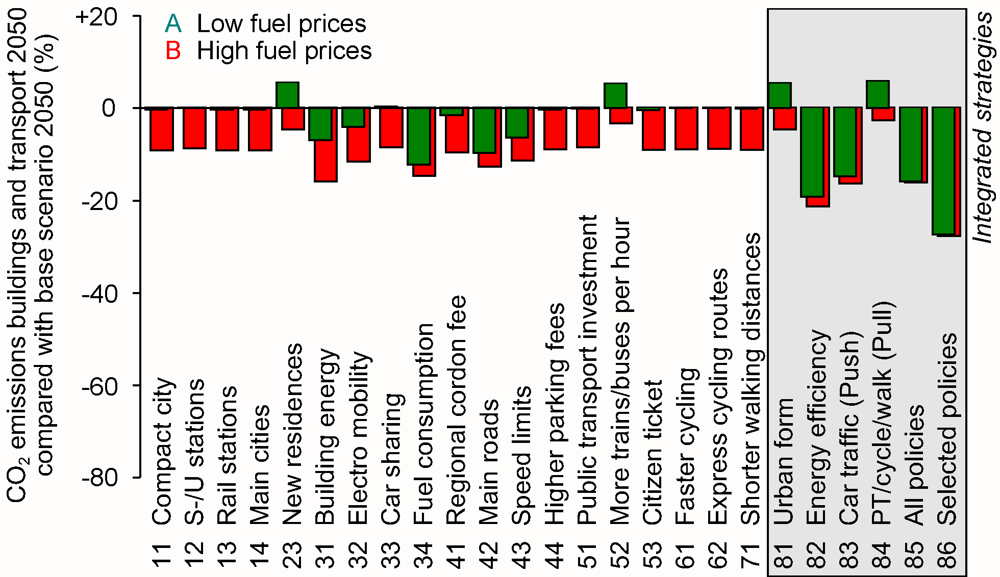 CO₂ emissions buildings and transport 2050
compared with base scenario 2050 (%)
+20
0
-20
-40
-60
-80
A Low fuel prices
B High fuel prices
11 Compact city
12 S-/U stations
13 Rail stations
14 Main cities
23 New residences
31 Building energy
32 Electro mobility
33 Car sharing
34 Fuel consumption
41 Regional cordon fee
42 Main roads
43 Speed limits
44 Higher parking fees
51 Public transport investment
52 More trains/buses per hour
53 Citizen ticket
61 Faster cycling
62 Express cycling routes
71 Shorter walking distances
81 Urban form
82 Energy efficiency
83 Car traffic (Push)
84 PT/cycle/walk (Pull)
85 All policies
86 Selected policies
Integrated strategies